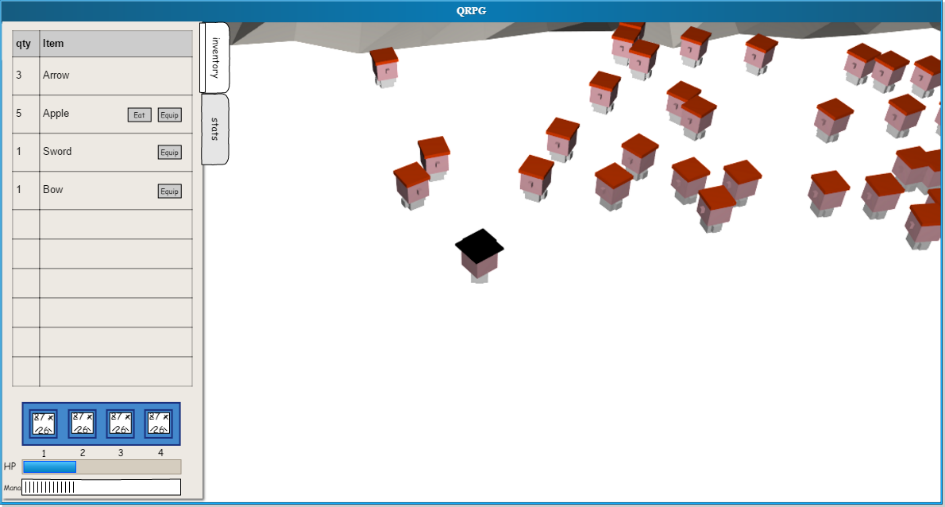 QRPG
qty Item
3 Arrow
5 Apple Eat Equip
1 Sword Equip
1 Bow Equip
inventory
stats
1 2 3 4
HP
Mana